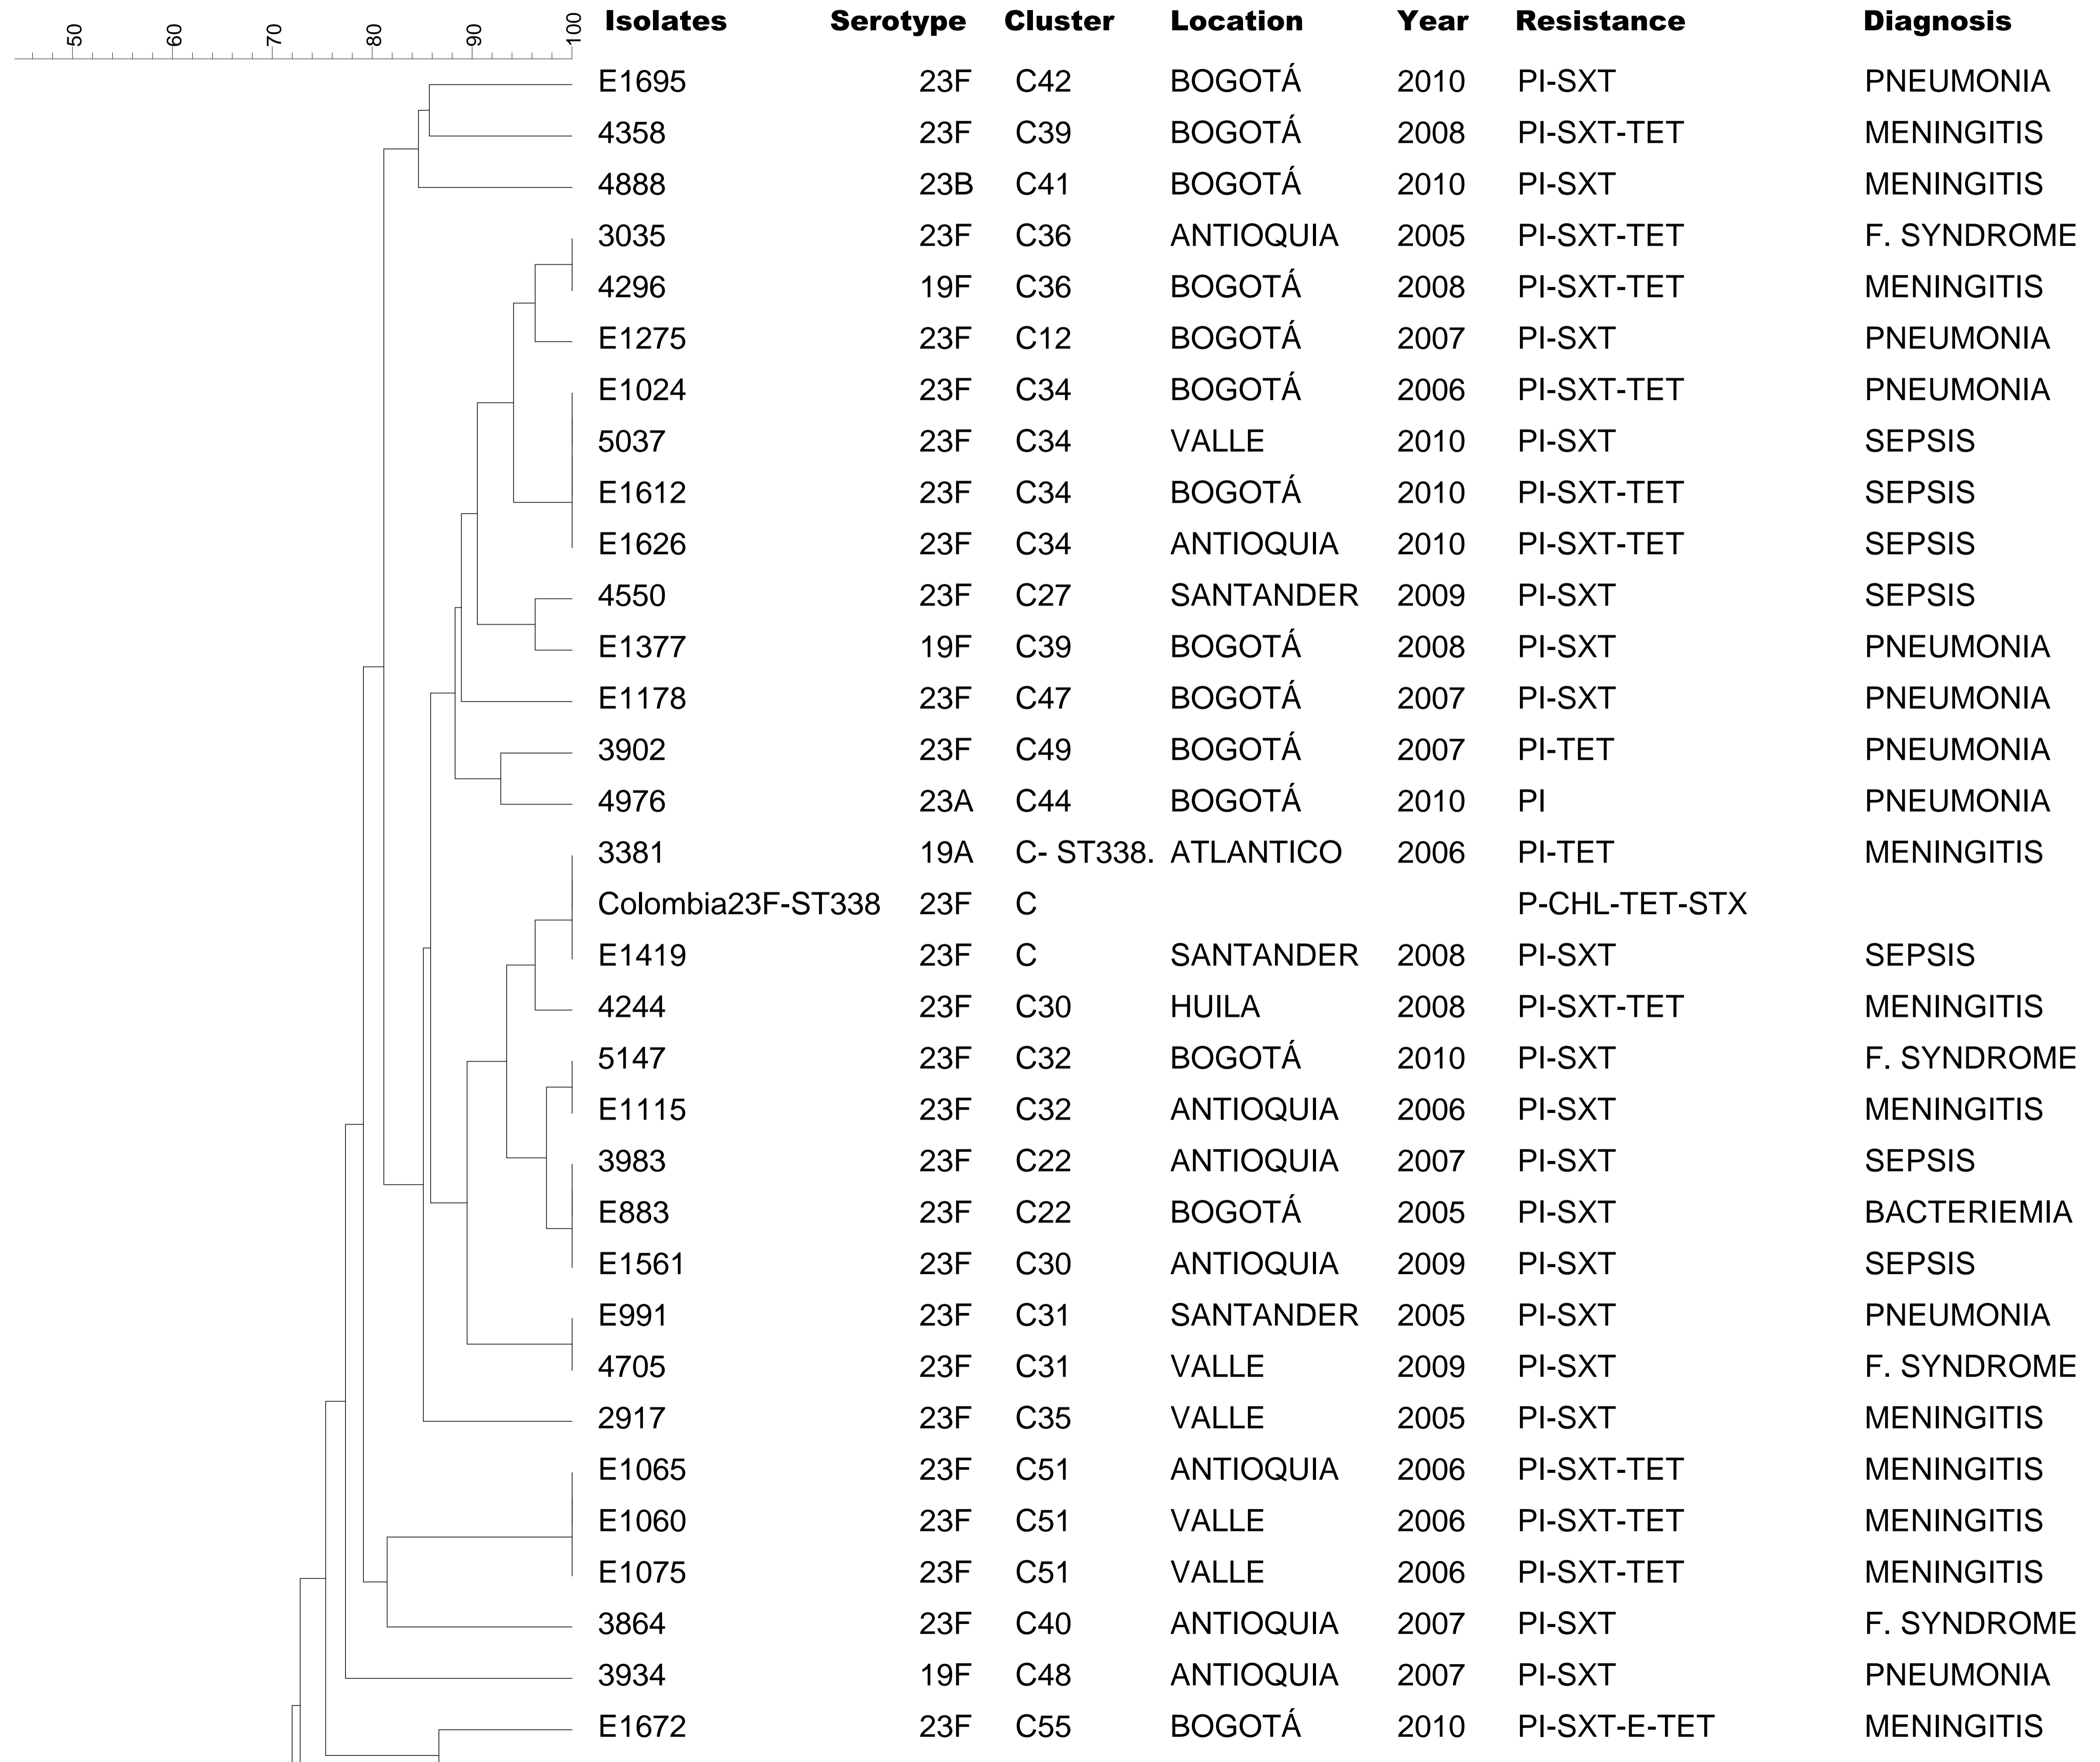 50 60 70 80 90 100 Isolates Serotype Cluster Location Year Resistance Diagnosis
E1695 23F C42 BOGOTÁ 2010 PI-SXT PNEUMONIA
4358 23F C39 BOGOTÁ 2008 PI-SXT-TET MENINGITIS
4888 23B C41 BOGOTÁ 2010 PI-SXT MENINGITIS
3035 23F C36 ANTIOQUIA 2005 PI-SXT-TET F. SYNDROME
4296 19F C36 BOGOTÁ 2008 PI-SXT-TET MENINGITIS
E1275 23F C12 BOGOTÁ 2007 PI-SXT PNEUMONIA
E1024 23F C34 BOGOTÁ 2006 PI-SXT-TET PNEUMONIA
5037 23F C34 VALLE 2010 PI-SXT SEPSIS
E1612 23F C34 BOGOTÁ 2010 PI-SXT-TET SEPSIS
E1626 23F C34 ANTIOQUIA 2010 PI-SXT-TET SEPSIS
4550 23F C27 SANTANDER 2009 PI-SXT SEPSIS
E1377 19F C39 BOGOTÁ 2008 PI-SXT PNEUMONIA
E1178 23F C47 BOGOTÁ 2007 PI-SXT PNEUMONIA
3902 23F C49 BOGOTÁ 2007 PI-TET PNEUMONIA
4976 23A C44 BOGOTÁ 2010 PI PNEUMONIA
3381 19A C- ST338. ATLANTICO 2006 PI-TET MENINGITIS
Colombia23F-ST338 23F C P-CHL-TET-STX
E1419 23F C SANTANDER 2008 PI-SXT SEPSIS
4244 23F C30 HUILA 2008 PI-SXT-TET MENINGITIS
5147 23F C32 BOGOTÁ 2010 PI-SXT F. SYNDROME
E1115 23F C32 ANTIOQUIA 2006 PI-SXT MENINGITIS
3983 23F C22 ANTIOQUIA 2007 PI-SXT SEPSIS
E883 23F C22 BOGOTÁ 2005 PI-SXT BACTERIEMIA
E1561 23F C30 ANTIOQUIA 2009 PI-SXT SEPSIS
E991 23F C31 SANTANDER 2005 PI-SXT PNEUMONIA
4705 23F C31 VALLE 2009 PI-SXT F. SYNDROME
2917 23F C35 VALLE 2005 PI-SXT MENINGITIS
E1065 23F C51 ANTIOQUIA 2006 PI-SXT-TET MENINGITIS
E1060 23F C51 VALLE 2006 PI-SXT-TET MENINGITIS
E1075 23F C51 VALLE 2006 PI-SXT-TET MENINGITIS
3864 23F C40 ANTIOQUIA 2007 PI-SXT F. SYNDROME
3934 19F C48 ANTIOQUIA 2007 PI-SXT PNEUMONIA
E1672 23F C55 BOGOTÁ 2010 PI-SXT-E-TET MENINGITIS